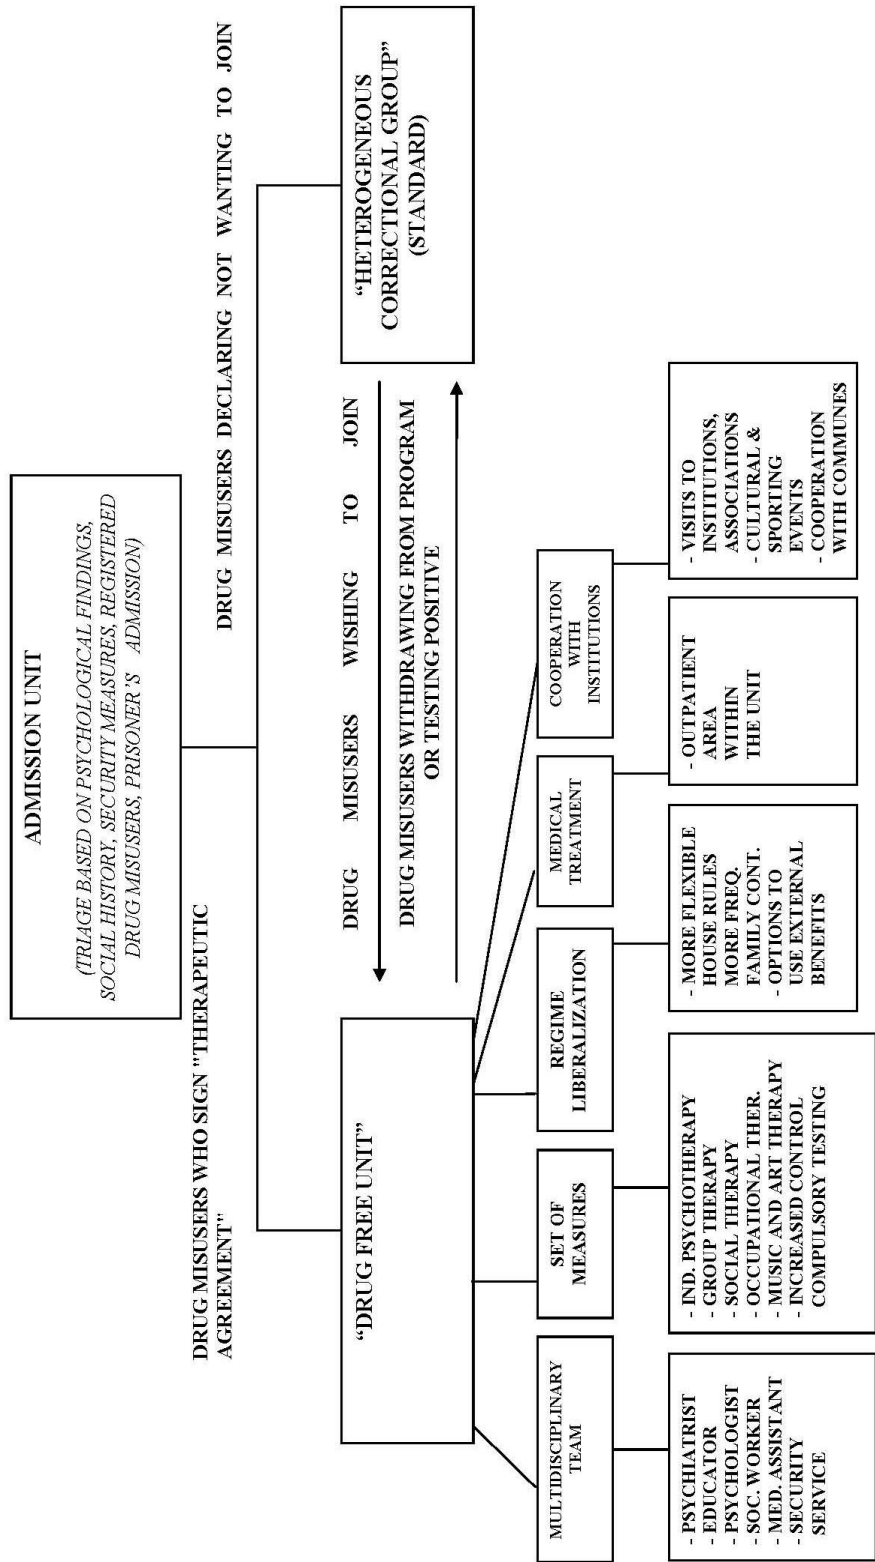 ADMISSION UNIT
(TRIAGE BASED ON PSYCHOLOGICAL FINDINGS,
SOCIAL HISTORY, SECURITY MEASURES, REGISTERED
DRUG MISUSERS, PRISONER'S ADMISSION)
DRUG MISUSERS WHO SIGN "THERAPEUTIC
AGREEMENT"
DRUG MISUSERS DECLARING NOT WANTING TO JOIN
“DRUG FREE UNIT”
DRUG MISUSERS WISHING TO JOIN
DRUG MISUSERS WITHDRAWING FROM PROGRAM
OR TESTING POSITIVE
“HETEROGENEOUS
CORRECTIONAL GROUP”
(STANDARD)
MULTIDISCIPLINARY
TEAM
SET OF
MEASURES
REGIME
LIBERALIZATION
MEDICAL
TREATMENT
COOPERATION
WITH
INSTITUTIONS
- PSYCHIATRIST
- EDUCATOR
- PSYCHOLOGIST
- SOC. WORKER
- MED. ASSISTANT
- SECURITY
SERVICE
- IND. PSYCHOTHERAPY
- GROUP THERAPY
- SOCIAL THERAPY
- OCCUPATIONAL THER.
- MUSIC AND ART THERAPY
- INCREASED CONTROL
COMPULSORY TESTING
- MORE FLEXIBLE
HOUSE RULES
MORE FREQ.
FAMILY CONT.
- OPTIONS TO
USE EXTERNAL
BENEFITS
- OUTPATIENT
AREA
WITHIN
THE UNIT
- VISITS TO
INSTITUTIONS,
ASSOCIATIONS
- CULTURAL &
SPORTING
EVENTS
- COOPERATION
WITH COMMUNES